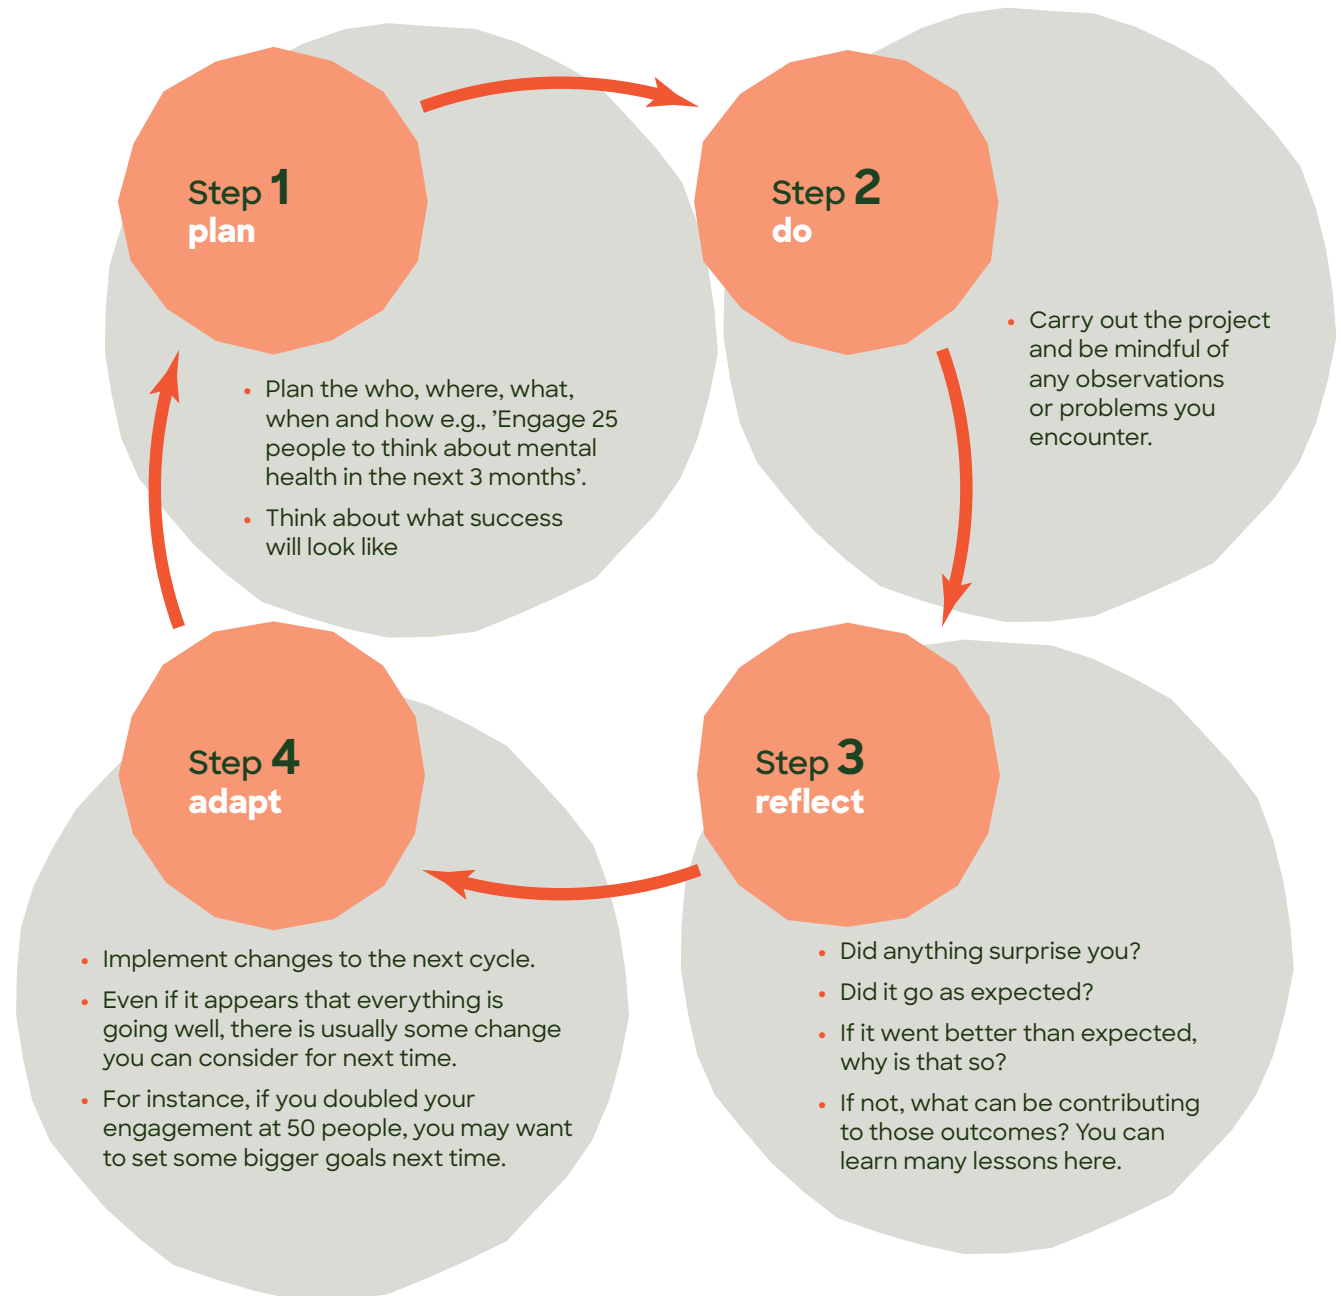 Step 1
plan
• Plan the who, where, what,
when and how e.g., ’Engage 25
people to think about mental
health in the next 3 months’.
• Think about what success
will look like
Step 2
do
• Carry out the project
and be mindful of
any observations
or problems you
encounter.
Step 3
reflect
• Did anything surprise you?
• Did it go as expected?
• If it went better than expected,
why is that so?
• If not, what can be contributing
to those outcomes? You can
learn many lessons here.
Step 4
adapt
• Implement changes to the next cycle.
• Even if it appears that everything is
going well, there is usually some change
you can consider for next time.
• For instance, if you doubled your
engagement at 50 people, you may want
to set some bigger goals next time.